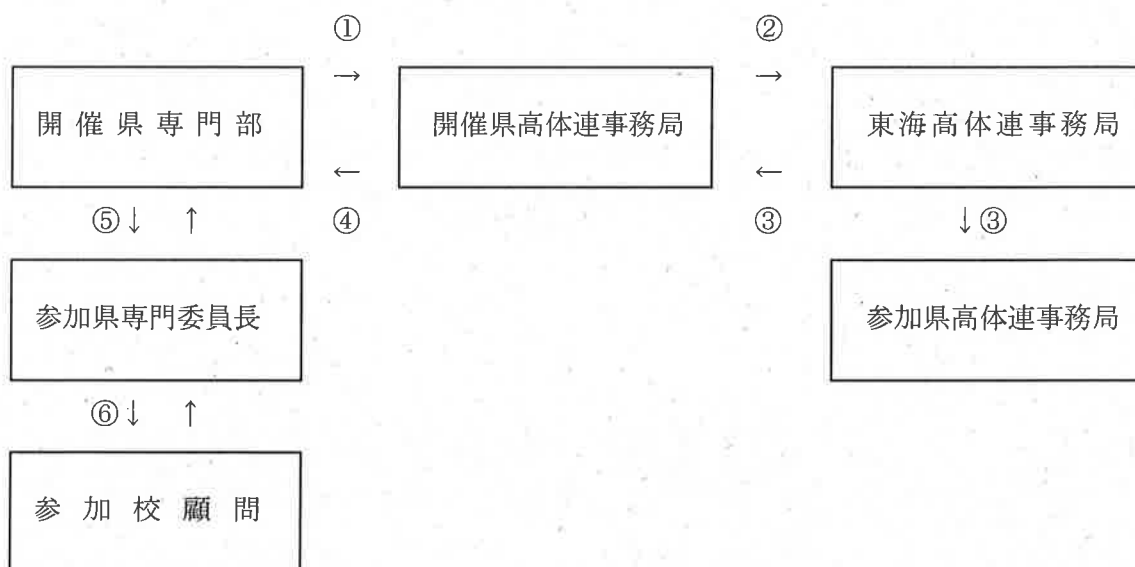 ① ②
→ →
開催県専門部 開催県高体連事務局 東海高体連事務局
← ←
⑤↓ ↑ ④ ③ ↓③
参加県専門委員長 参加県高体連事務局
⑥↓ ↑
参加校顧問